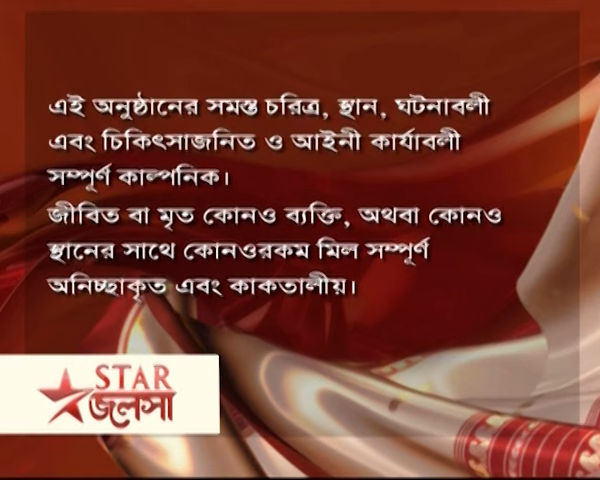 এই অনুষ্ঠানের সমস্ত চরিত্র, স্থান, ঘটনাবলী
এবং চিকিৎসাজনিত ও আইনী কার্যাবলী
সম্পূর্ণ কাল্পনিক।
জীবিত বা মৃত কোনও ব্যক্তি, অথবা কোনও
স্থানের সাথে কোনওরকম মিল সম্পূর্ণ
অনিচ্ছাকৃত এবং কাকতালীয়।
STAR
জলসা